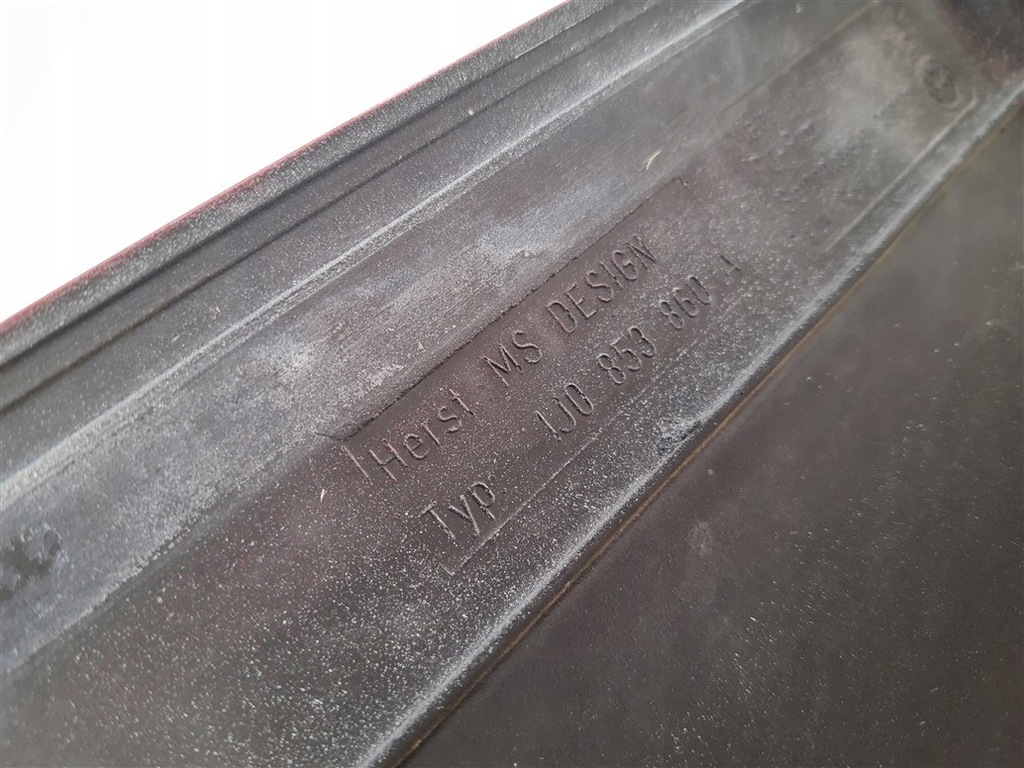 Herst. MS DESIGN
Typ. 1J0 853 860 A